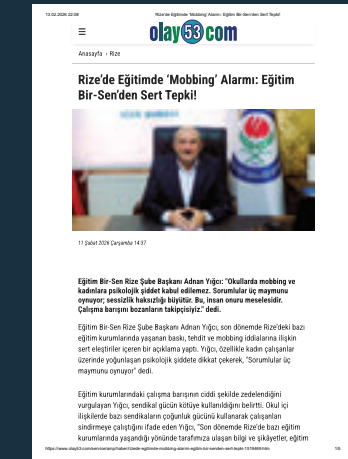 13.02.2026 22:09 Rize'de Eğitimde 'Mobbing' Alarmı: Eğitim Bir-Sen'den Sert Tepki!
olay53com
Anasayfa › Rize
Rize'de Eğitimde 'Mobbing' Alarmı: Eğitim
Bir-Sen'den Sert Tepki!
11 Şubat 2026 Çarşamba 14:37
Eğitim Bir-Sen Rize Şube Başkanı Adnan Yığcı: "Okullarda mobbing ve
kadınlara psikolojik şiddet kabul edilemez. Sorumlular üç maymunu
oynuyor; sessizlik haksızlığı büyütür. Bu, insan onuru meselesidir.
Çalışma barışını bozanların takipçisiyiz." dedi.
Eğitim Bir-Sen Rize Şube Başkanı Adnan Yığcı, son dönemde Rize'deki bazı
eğitim kurumlarında yaşanan baskı, tehdit ve mobbing iddialarına ilişkin
sert eleştiriler içeren bir açıklama yaptı. Yığcı, özellikle kadın çalışanlar
üzerinde yoğunlaşan psikolojik şiddete dikkat çekerek, "Sorumlular üç
maymunu oynuyor" dedi.
Eğitim kurumlarındaki çalışma barışının ciddi şekilde zedelendiğini
vurgulayan Yığcı, sendikal gücün kötüye kullanıldığını belirtti. Okul içi
ilişkilerde bazı sendikaların çoğunluk gücünü kullanarak çalışanları
sindirmeye çalıştığını ifade eden Yığcı, "Son dönemde Rize'de bazı eğitim
kurumlarında yaşandığı yönünde tarafımıza ulaşan bilgi ve şikâyetler, eğitim
1/5